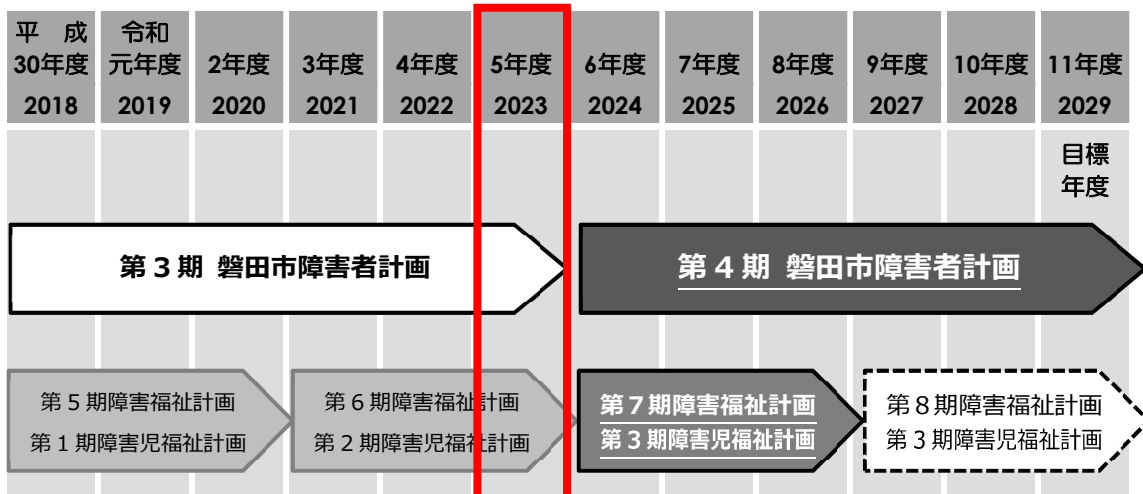 平 成 令和
30年度 元年度 2年度 3年度 4年度 5年度 6年度 7年度 8年度 9年度 10年度 11年度
2018 2019 2020 2021 2022 2023 2024 2025 2026 2027 2028 2029
目標
年度
第3期 磐田市障害者計画 第4期 磐田市障害者計画
第5期障害福祉計画 第6期障害福祉計画 第7期障害福祉計画 第8期障害福祉計画
第1期障害児福祉計画 第2期障害児福祉計画 第3期障害児福祉計画 第3期障害児福祉計画